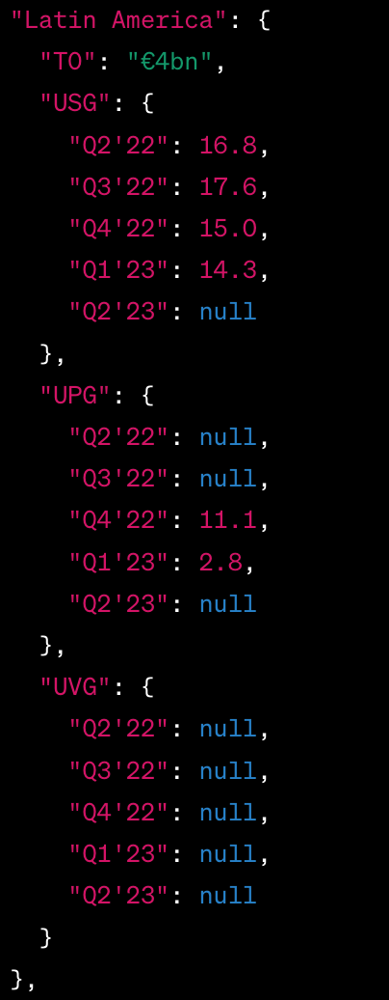 "Latin America": {
  "TO": "€4bn",
  "USG": {
    "Q2'22": 16.8,
    "Q3'22": 17.6,
    "Q4'22": 15.0,
    "Q1'23": 14.3,
    "Q2'23": null
  },
  "UPG": {
    "Q2'22": null,
    "Q3'22": null,
    "Q4'22": 11.1,
    "Q1'23": 2.8,
    "Q2'23": null
  },
  "UVG": {
    "Q2'22": null,
    "Q3'22": null,
    "Q4'22": null,
    "Q1'23": null,
    "Q2'23": null
  }
},